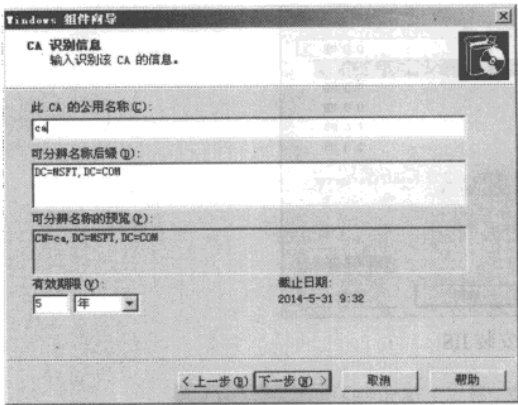 Windows 组件向导
CA 识别信息
输入识别该 CA 的信息。
此 CA 的公用名称(C):
ca
可分辨名称后缀(D):
DC=MSFT,DC=COM
可分辨名称的预览(P):
CN=ca,DC=MSFT,DC=COM
有效期限(V):
截止日期:
5 年
2014-5-31 9:32
<上一步(B) 下一步(N)> 取消 帮助